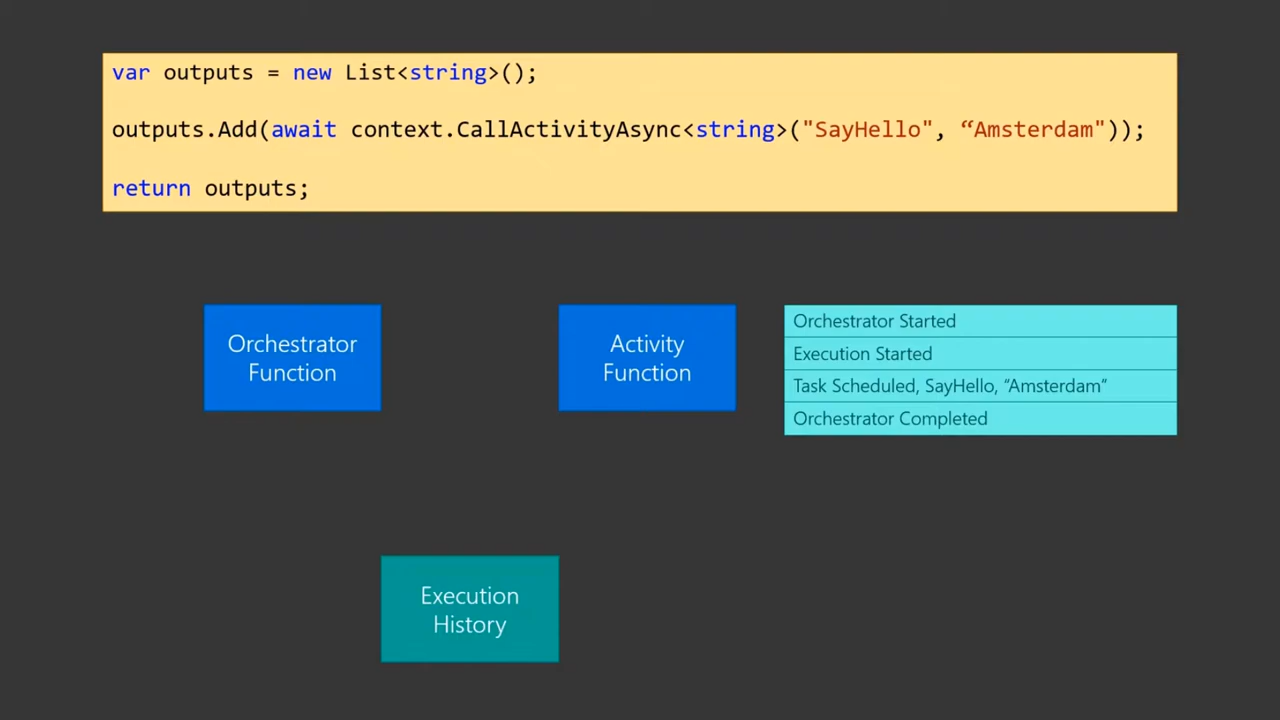 var outputs = new List<string>();
outputs.Add(await context.CallActivityAsync<string>("SayHello", “Amsterdam"));
return outputs;
Orchestrator
Function
Activity
Function
Orchestrator Started
Execution Started
Task Scheduled, SayHello, “Amsterdam”
Orchestrator Completed
Execution
History